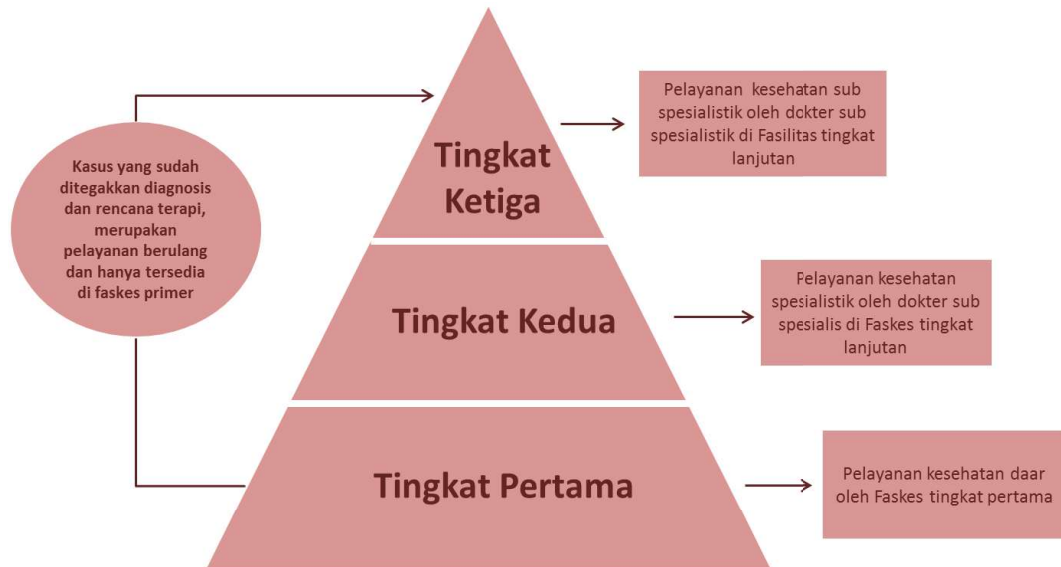 Pelayanan kesehatan sub
spesialistik oleh dokter sub
spesialistik di Fasilitas tingkat
lanjutan
Tingkat
Ketiga
Kasus yang sudah
ditegakkan diagnosis
dan rencana terapi,
merupakan
pelayanan berulang
dan hanya tersedia
di faskes primer
Pelayanan kesehatan
spesialistik oleh dokter sub
spesialis di Faskes tingkat
lanjutan
Tingkat Kedua
Tingkat Pertama
Pelayanan kesehatan daar
oleh Faskes tingkat pertama